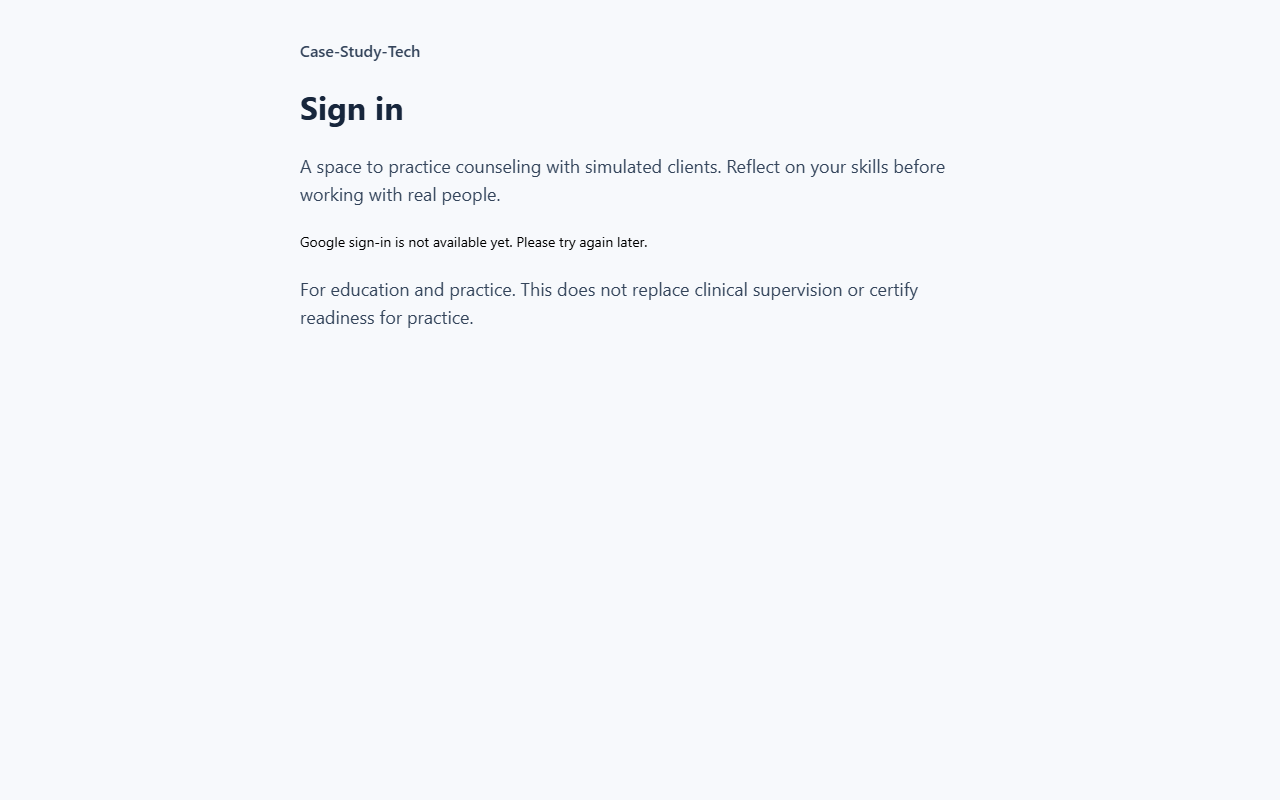 Case-Study-Tech
Sign in
A space to practice counseling with simulated clients. Reflect on your skills before
working with real people.
Google sign-in is not available yet. Please try again later.
For education and practice. This does not replace clinical supervision or certify
readiness for practice.